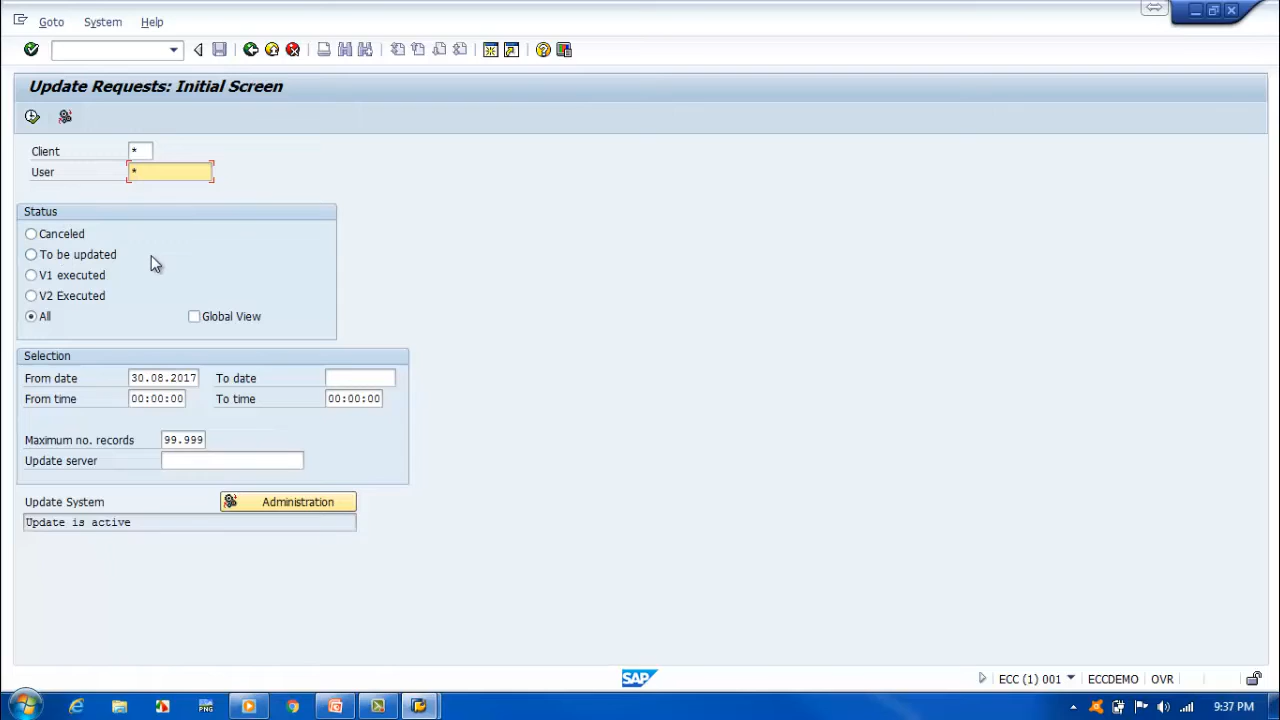 Goto System Help
Update Requests: Initial Screen
Client *
User *
Status
Canceled
To be updated
V1 executed
V2 Executed
All Global View
Selection
From date 30.08.2017 To date
From time 00:00:00 To time 00:00:00
Maximum no. records 99.999
Update server
Update System Administration
Update is active
SAP ECC (1) 001 ECCDEMO OVR
PNG 9:37 PM